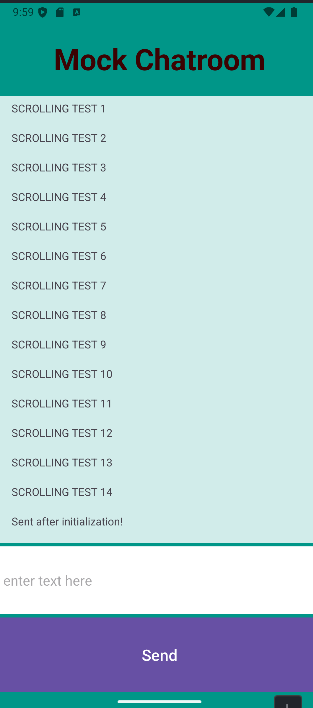 9:59
Mock Chatroom
SCROLLING TEST 1
SCROLLING TEST 2
SCROLLING TEST 3
SCROLLING TEST 4
SCROLLING TEST 5
SCROLLING TEST 6
SCROLLING TEST 7
SCROLLING TEST 8
SCROLLING TEST 9
SCROLLING TEST 10
SCROLLING TEST 11
SCROLLING TEST 12
SCROLLING TEST 13
SCROLLING TEST 14
Sent after initialization!
enter text here
Send